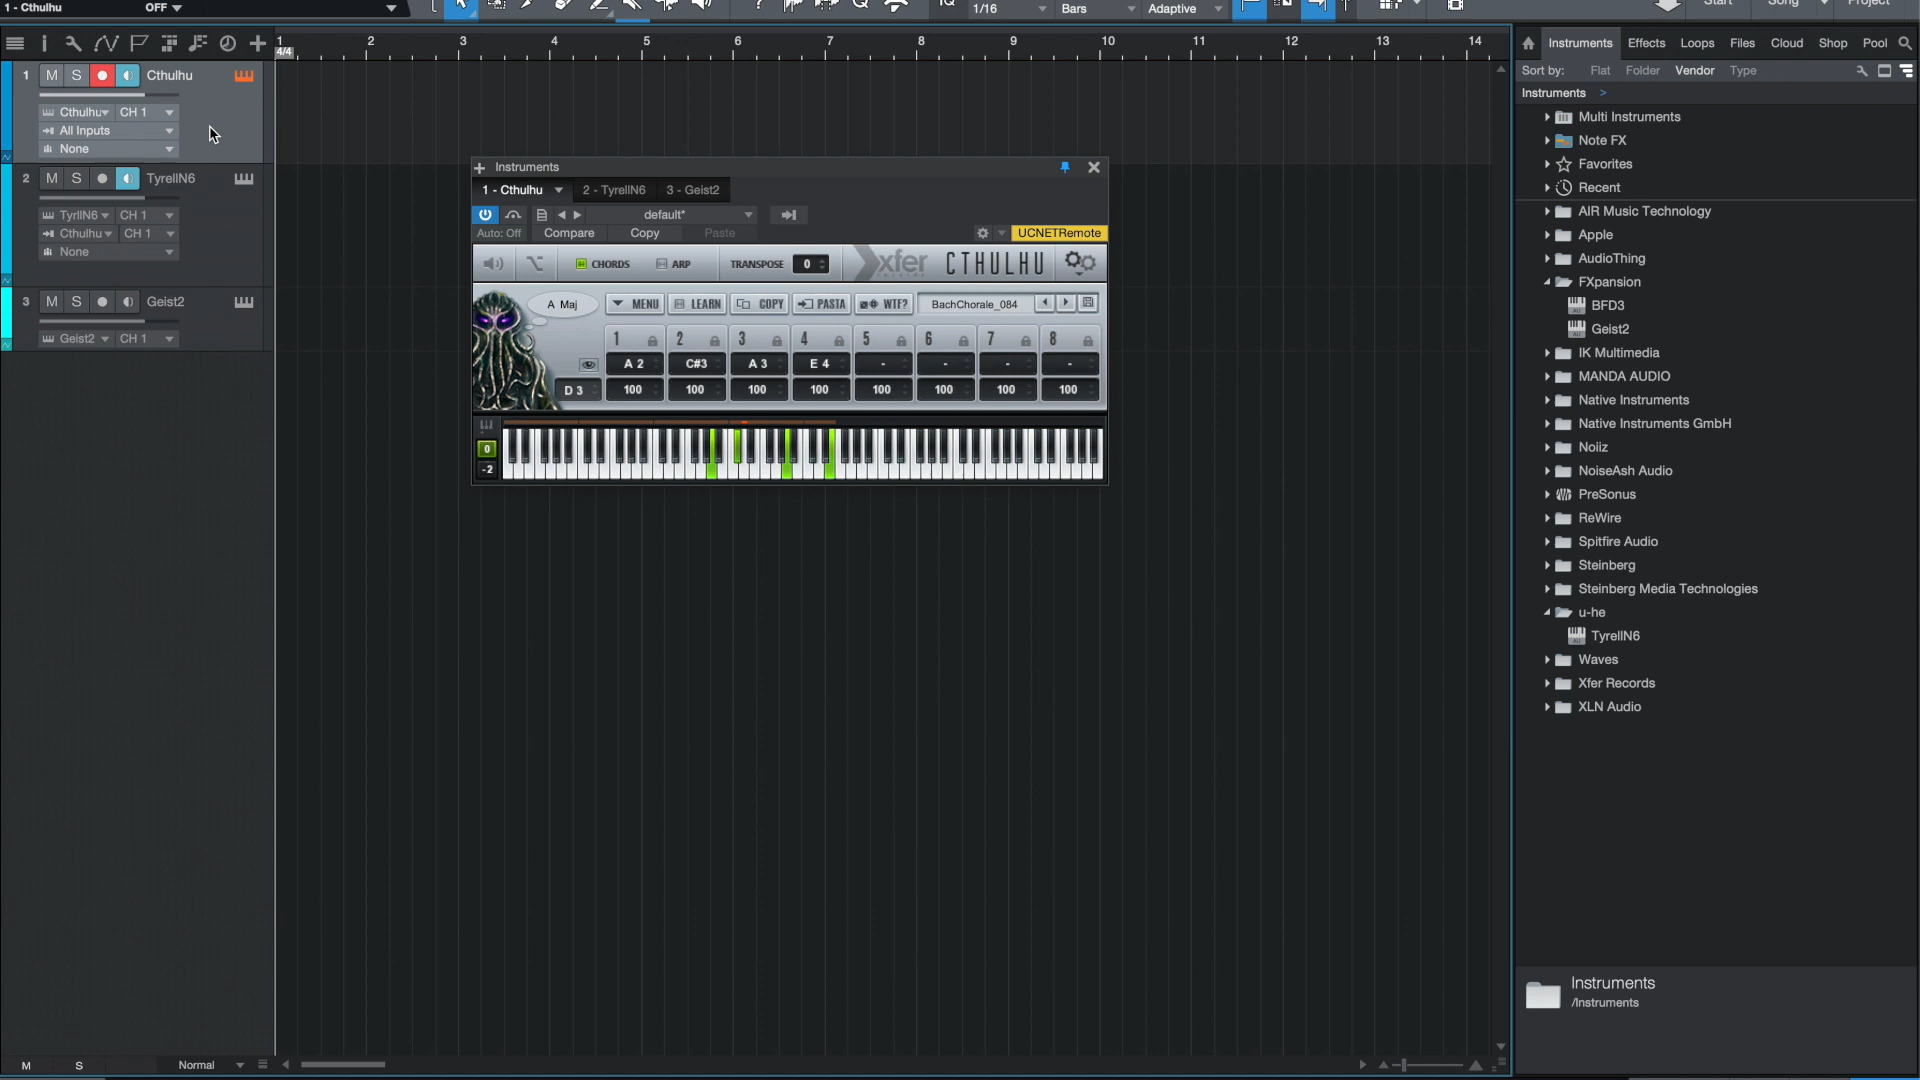 1 - Cthulhu OFF
IQ 1/16 Bars Adaptive Start Song Project
1 2 3 4 5 6 7 8 9 10 11 12 13 14
4/4
1 M S Cthulhu
Cthulhu CH 1
All Inputs
None
2 M S TyrellN6
TyrllN6 CH 1
Cthulhu CH 1
None
3 M S Geist2
Geist2 CH 1
Instruments
1 - Cthulhu 2 - TyrellN6 3 - Geist2
default*
Auto: Off Compare Copy Paste UCNETRemote
CHORDS ARP TRANSPOSE 0 xfer CTHULHU
A Maj MENU LEARN COPY PASTA WTF? BachChorale_084
1 2 3 4 5 6 7 8
A 2 C#3 A 3 E 4 - - - -
D 3 100 100 100 100 100 100 100 100
0
-2
Instruments Effects Loops Files Cloud Shop Pool
Sort by: Flat Folder Vendor Type
Instruments >
Multi Instruments
Note FX
Favorites
Recent
AIR Music Technology
Apple
AudioThing
FXpansion
BFD3
Geist2
IK Multimedia
MANDA AUDIO
Native Instruments
Native Instruments GmbH
Noiiz
NoiseAsh Audio
PreSonus
ReWire
Spitfire Audio
Steinberg
Steinberg Media Technologies
u-he
TyrellN6
Waves
Xfer Records
XLN Audio
Instruments
/Instruments
M S Normal